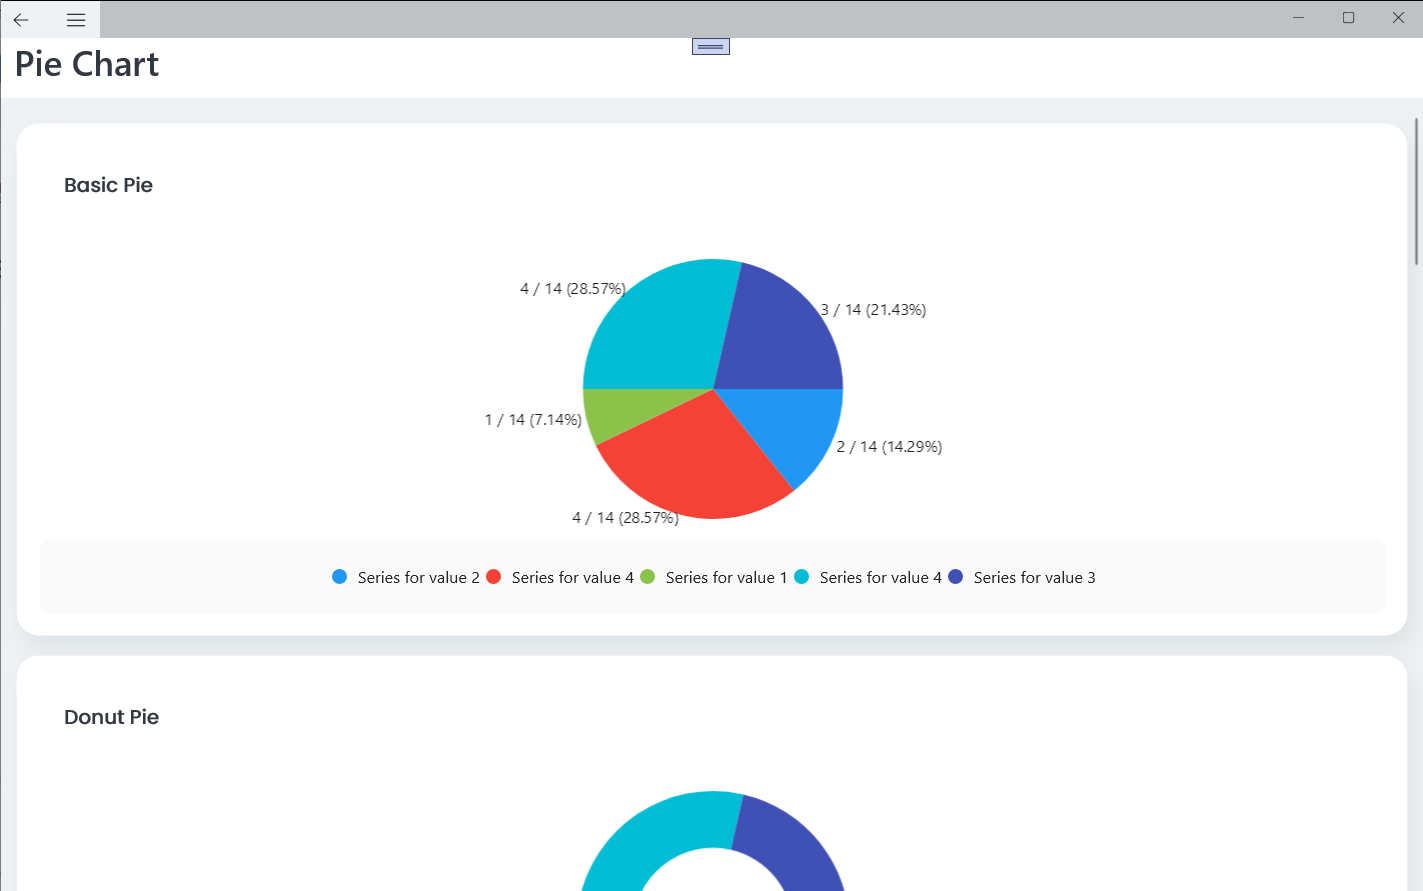 Pie Chart
Basic Pie
4 / 14 (28.57%)
3 / 14 (21.43%)
1 / 14 (7.14%)
2 / 14 (14.29%)
4 / 14 (28.57%)
Series for value 2 Series for value 4 Series for value 1 Series for value 4 Series for value 3
Donut Pie